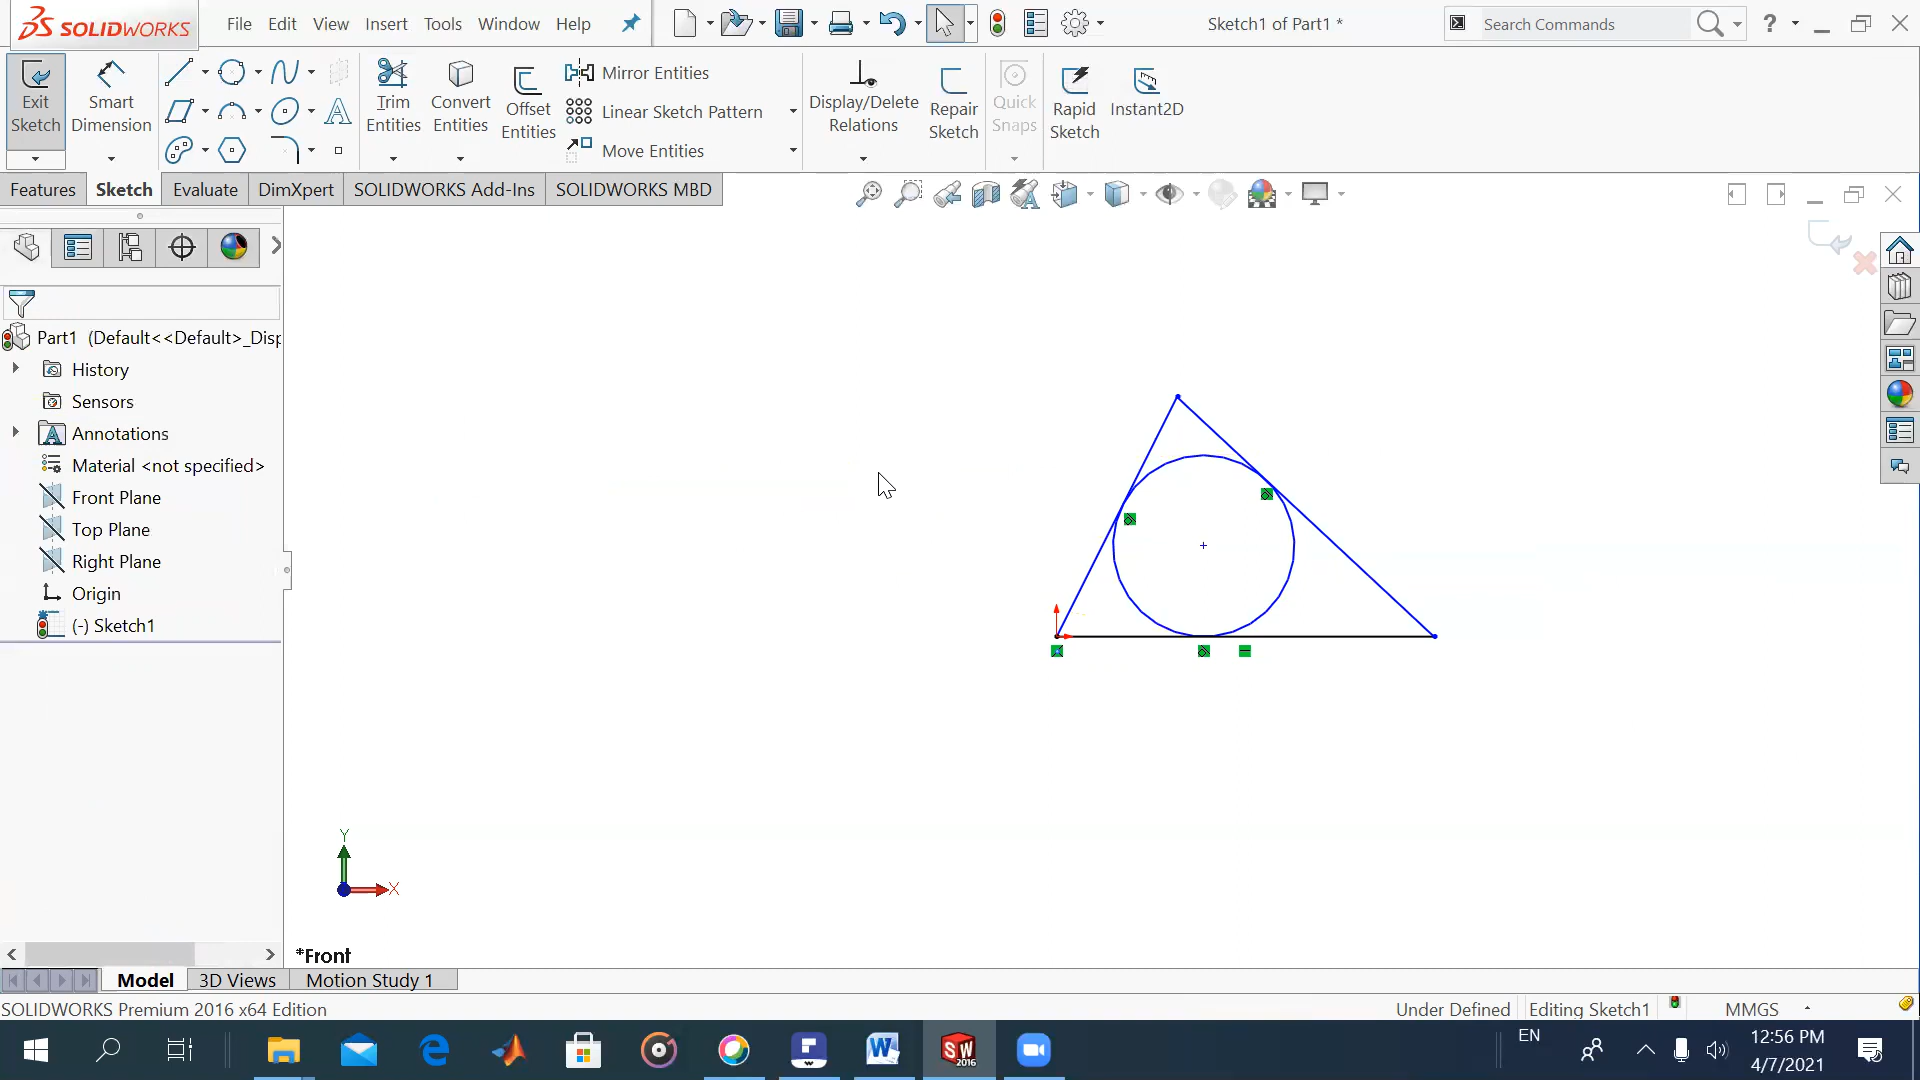 SOLIDWORKS File Edit View Insert Tools Window Help Sketch1 of Part1 * Search Commands ?
Exit Sketch
Smart Dimension
Trim Entities
Convert Entities
Offset Entities
Mirror Entities
Linear Sketch Pattern
Move Entities
Display/Delete Relations
Repair Sketch
Quick Snaps
Rapid Sketch
Instant2D
Features Sketch Evaluate DimXpert SOLIDWORKS Add-Ins SOLIDWORKS MBD
Part1 (Default<<Default>_Disp
History
Sensors
Annotations
Material <not specified>
Front Plane
Top Plane
Right Plane
Origin
(-) Sketch1
Y
X
*Front
Model 3D Views Motion Study 1
SOLIDWORKS Premium 2016 x64 Edition Under Defined Editing Sketch1 MMGS
W SW 2016 EN 12:56 PM
4/7/2021